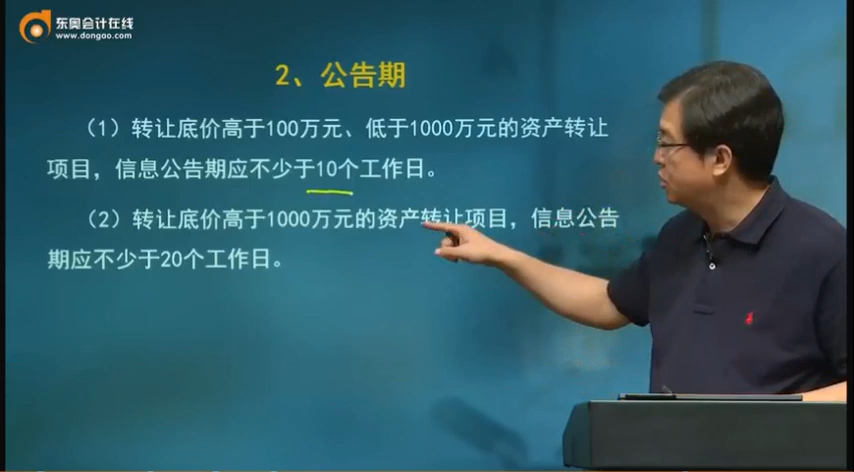 东奥会计在线
www.dongao.com
2、公告期
（1）转让底价高于100万元、低于1000万元的资产转让
项目，信息公告期应不少于10个工作日。
（2）转让底价高于1000万元的资产转让项目，信息公告
期应不少于20个工作日。